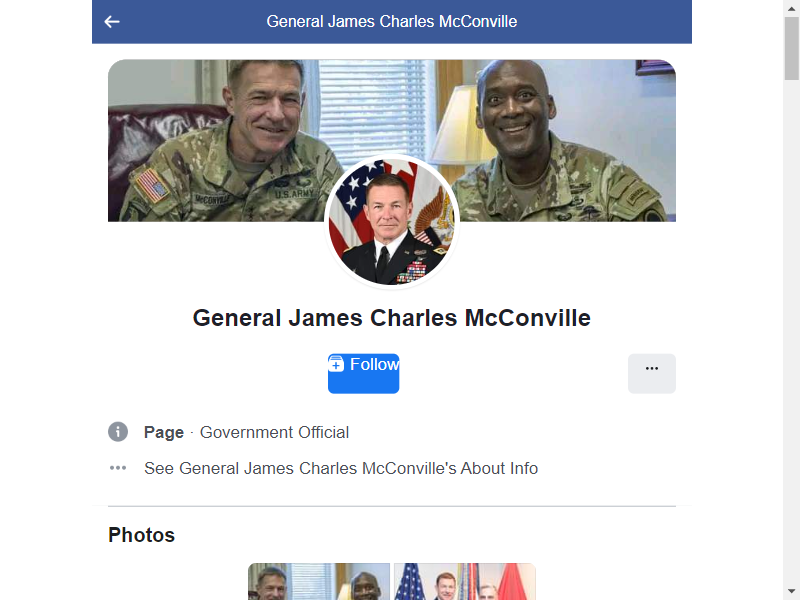 General James Charles McConville
McCONVILLE
U.S. ARMY
General James Charles McConville
Follow
Page · Government Official
See General James Charles McConville's About Info
Photos